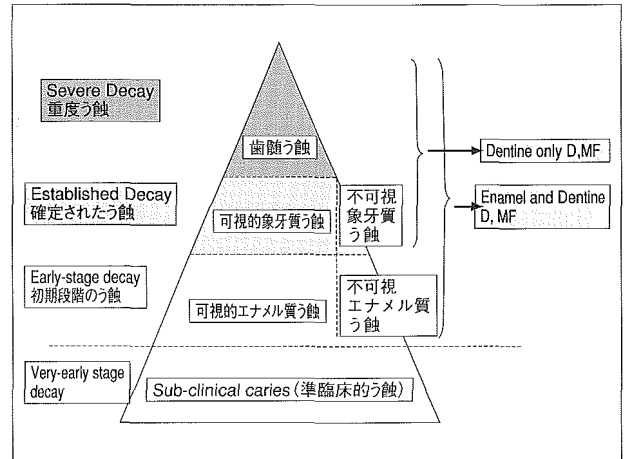 Severe Decay
重度う蝕
歯髄う蝕
Dentine only D,MF
Established Decay
確定されたう蝕
可視的象牙質う蝕
不可視
象牙質
う蝕
Enamel and Dentine
D, MF
Early-stage decay
初期段階のう蝕
可視的エナメル質う蝕
不可視
エナメル質
う蝕
Very-early stage
decay
Sub-clinical caries (準臨床的う蝕)